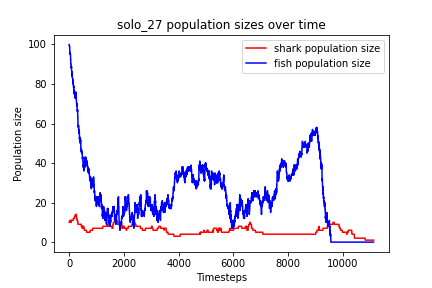 solo_27 population sizes over time
shark population size
fish population size
Population size
100
80
60
40
20
0
0
2000
4000
6000
8000
10000
Timesteps